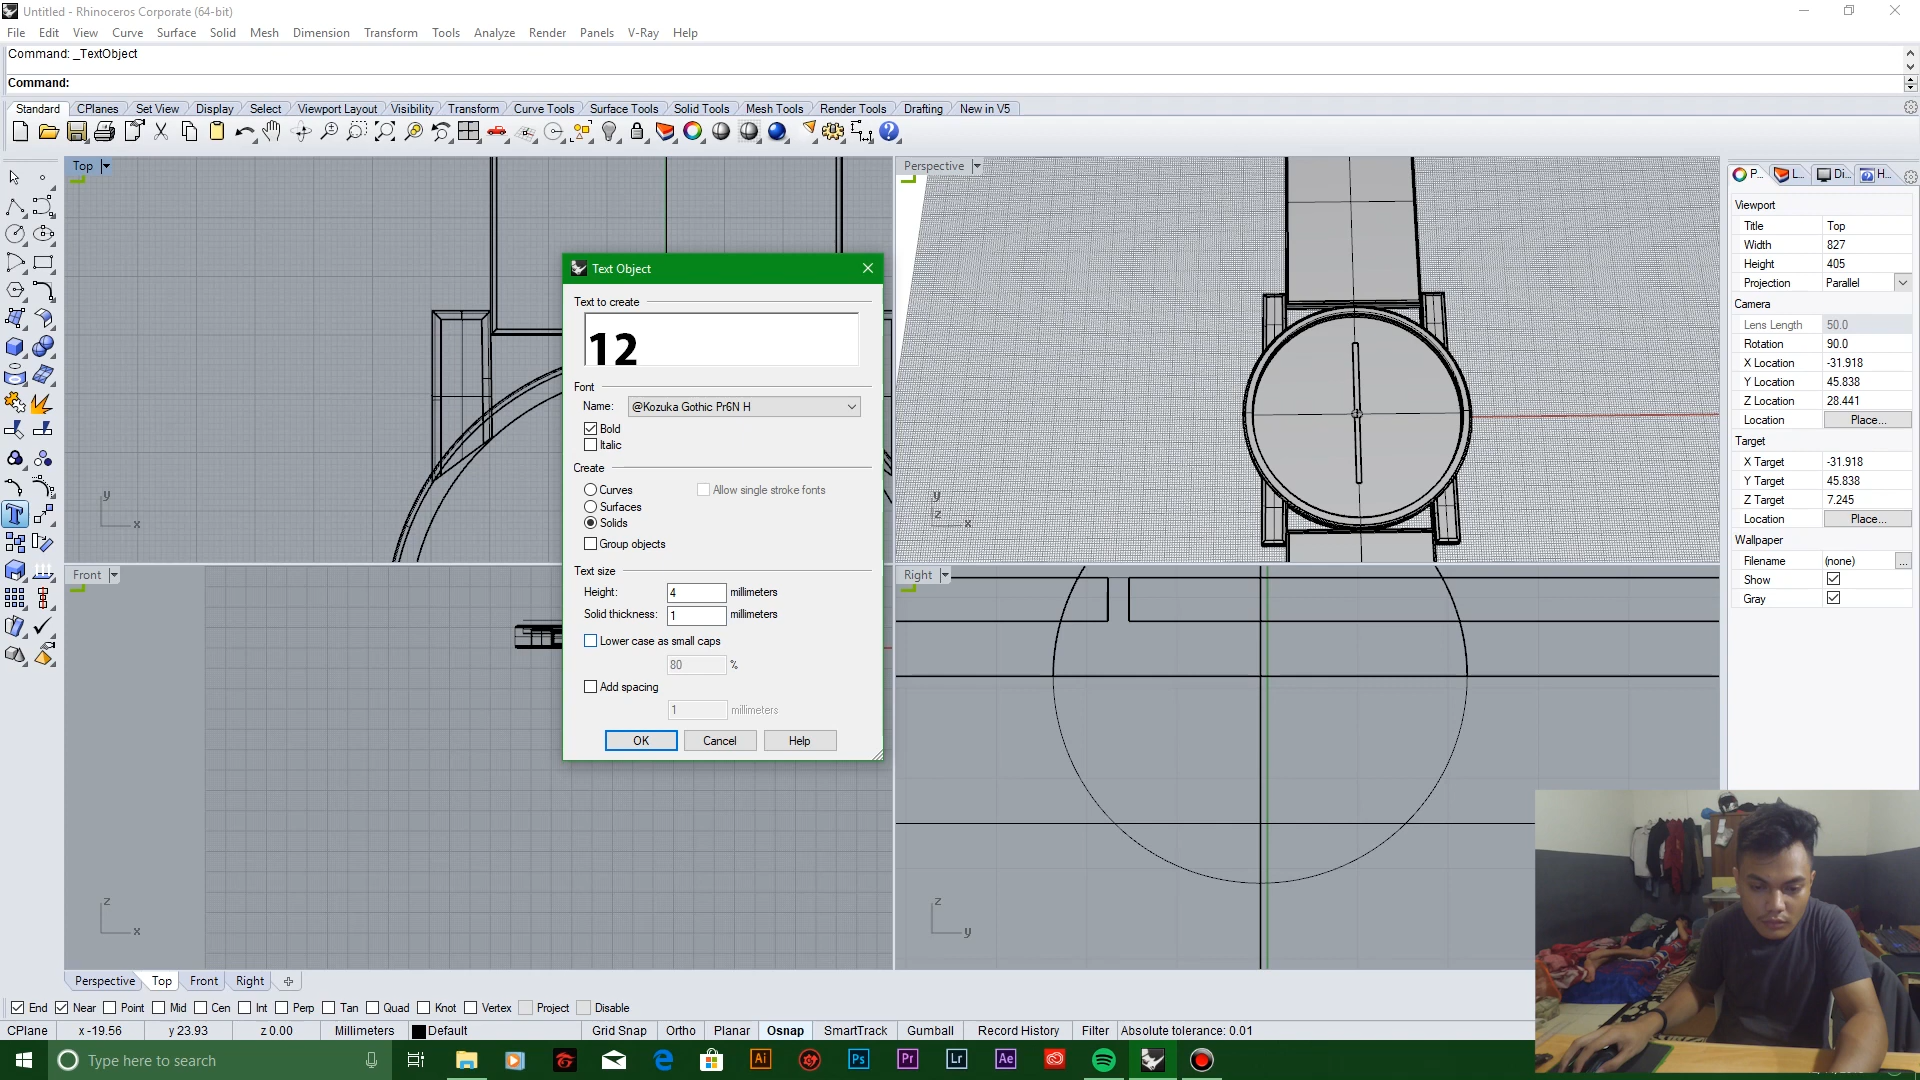 Untitled - Rhinoceros Corporate (64-bit)
File Edit View Curve Surface Solid Mesh Dimension Transform Tools Analyze Render Panels V-Ray Help
Command: _TextObject
Command:
Standard CPlanes Set View Display Select Viewport Layout Visibility Transform Curve Tools Surface Tools Solid Tools Mesh Tools Render Tools Drafting New in V5
Top
Perspective
P... L... Di... H...
Viewport
Title Top
Width 827
Height 405
Projection Parallel
Camera
Lens Length 50.0
Rotation 90.0
X Location -31.918
Y Location 45.838
Z Location 28.441
Location Place...
Target
X Target -31.918
Y Target 45.838
Z Target 7.245
Location Place...
Wallpaper
Filename (none) ...
Show
Gray
Text Object
Text to create
12
Font
Name: @Kozuka Gothic Pr6N H
Bold
Italic
Create
Curves Allow single stroke fonts
Surfaces
Solids
Group objects
Text size
Height: 4 millimeters
Solid thickness: 1 millimeters
Lower case as small caps
80 %
Add spacing
1 millimeters
OK Cancel Help
y
x
y
z
x
Front
Right
z
x
z
y
Perspective Top Front Right
End Near Point Mid Cen Int Perp Tan Quad Knot Vertex Project Disable
CPlane x -19.56 y 23.93 z 0.00 Millimeters Default Grid Snap Ortho Planar Osnap SmartTrack Gumball Record History Filter Absolute tolerance: 0.01
Type here to search
Ai Ps Pr Lr Ae